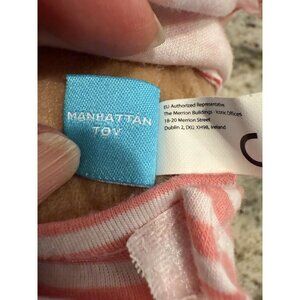 MANHATTAN
TOY
EU Authorized Representative
The Merrion Buildings - Iconic Offices
18-20 Merrion Street
Dublin 2, D02 XH98, Ireland